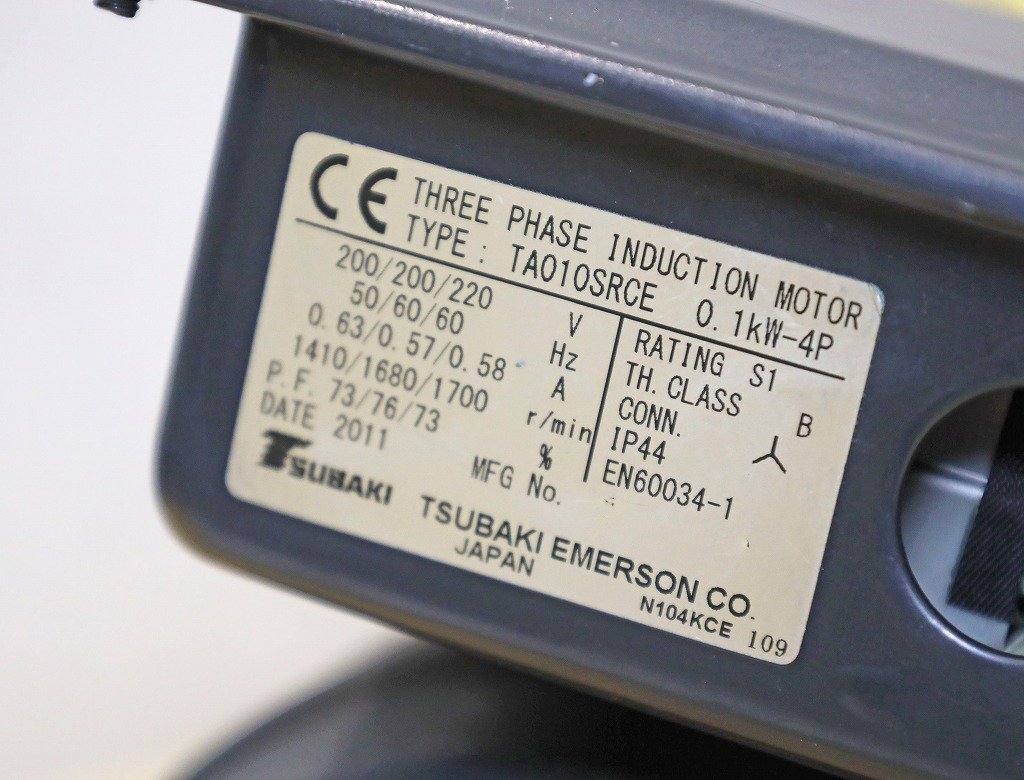 CE THREE PHASE INDUCTION MOTOR
TYPE : TA010SRCE 0.1kW-4P
200/200/220 V
50/60/60 Hz
0.63/0.57/0.58 A
1410/1680/1700 r/min
P.F. 73/76/73 %
DATE 2011 MFG No.
RATING S1
TH. CLASS B
CONN.
IP44
EN60034-1
TSUBAKI TSUBAKI EMERSON CO.
JAPAN
N104KCE 109